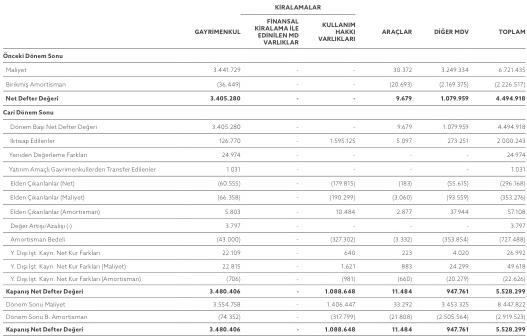 KİRALAMALAR
GAYRİMENKUL FİNANSAL KİRALAMA İLE EDİNİLEN MD VARLIKLAR KULLANIM HAKKI VARLIKLARI ARAÇLAR DİĞER MDV TOPLAM
Önceki Dönem Sonu
Maliyet 3.441.729 - - 30.372 3.249.334 6.721.435
Birikmiş Amortisman (36.449) - - (20.693) (2.169.375) (2.226.517)
Net Defter Değeri 3.405.280 - - 9.679 1.079.959 4.494.918
Cari Dönem Sonu
Dönem Başı Net Defter Değeri 3.405.280 - - 9.679 1.079.959 4.494.918
İktisap Edilenler 126.770 - 1.595.125 5.097 273.251 2.000.243
Yeniden Değerleme Farkları 24.974 - - - - 24.974
Yatırım Amaçlı Gayrimenkullerden Transfer Edilenler 1.031 - - - - 1.031
Elden Çıkarılanlar (Net) (60.555) - (179.815) (183) (55.615) (296.168)
Elden Çıkarılanlar (Maliyet) (66.358) - (190.299) (3.060) (93.559) (353.276)
Elden Çıkarılanlar (Amortisman) 5.803 - 10.484 2.877 37.944 57.108
Değer Artışı/Azalışı (-) 3.797 - - - - 3.797
Amortisman Bedeli (43.000) - (327.302) (3.332) (353.854) (727.488)
Y. Dışı İşt. Kayn. Net Kur Farkları 22.109 - 640 223 4.020 26.992
Y. Dışı İşt. Kayn. Net Kur Farkları (Maliyet) 22.815 - 1.621 883 24.299 49.618
Y. Dışı İşt. Kayn. Net Kur Farkları (Amortisman) (706) - (981) (660) (20.279) (22.626)
Kapanış Net Defter Değeri 3.480.406 - 1.088.648 11.484 947.761 5.528.299
Dönem Sonu Maliyet 3.554.758 - 1.406.447 33.292 3.453.325 8.447.822
Dönem Sonu B. Amortisman (74.352) - (317.799) (21.808) (2.505.564) (2.919.523)
Kapanış Net Defter Değeri 3.480.406 - 1.088.648 11.484 947.761 5.528.299